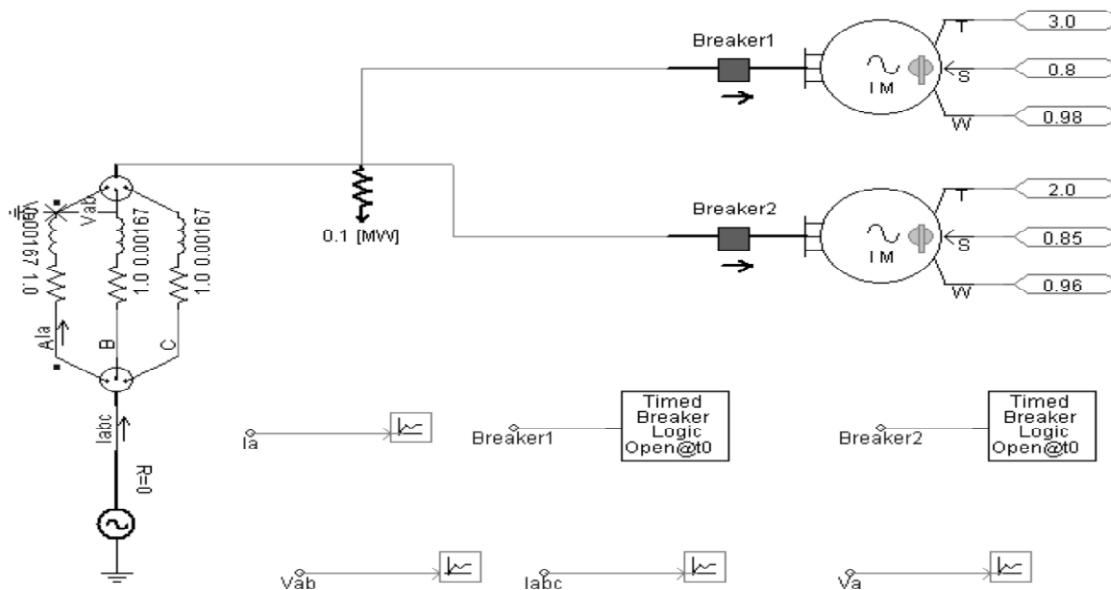 Breaker1
T
3.0
I M
S
0.8
W
0.98
Vab
.00167 1.0
1.0 0.00167
1.0 0.00167
0.1 [MW]
Breaker2
T
2.0
I M
S
0.85
W
0.96
A
Ia
B
C
Iabc
R=0
Ia
Breaker1
Timed
Breaker
Logic
Open@t0
Breaker2
Timed
Breaker
Logic
Open@t0
Vab
Iabc
Va